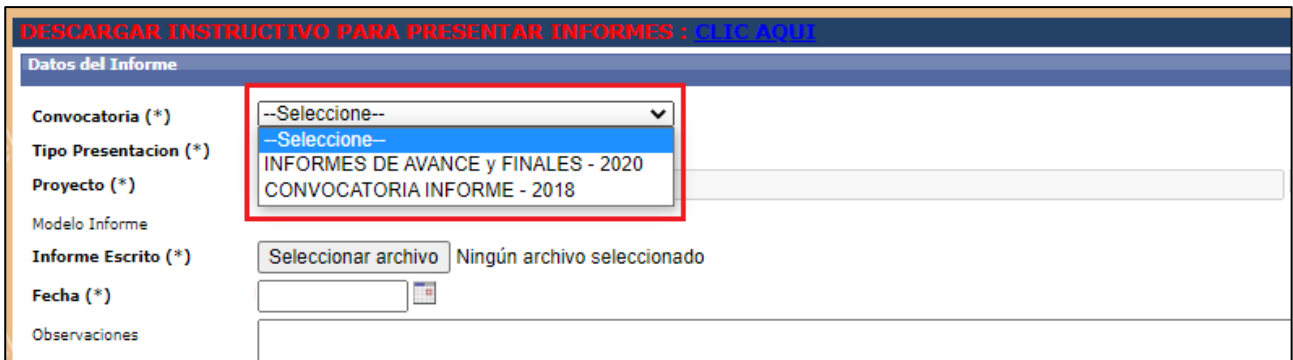 DESCARGAR INSTRUCTIVO PARA PRESENTAR INFORMES : CLIC AQUI
Datos del Informe
Convocatoria (*) --Seleccione--
--Seleccione--
Tipo Presentacion (*) INFORMES DE AVANCE y FINALES - 2020
Proyecto (*) CONVOCATORIA INFORME - 2018
Modelo Informe
Informe Escrito (*) Seleccionar archivo Ningún archivo seleccionado
Fecha (*)
Observaciones